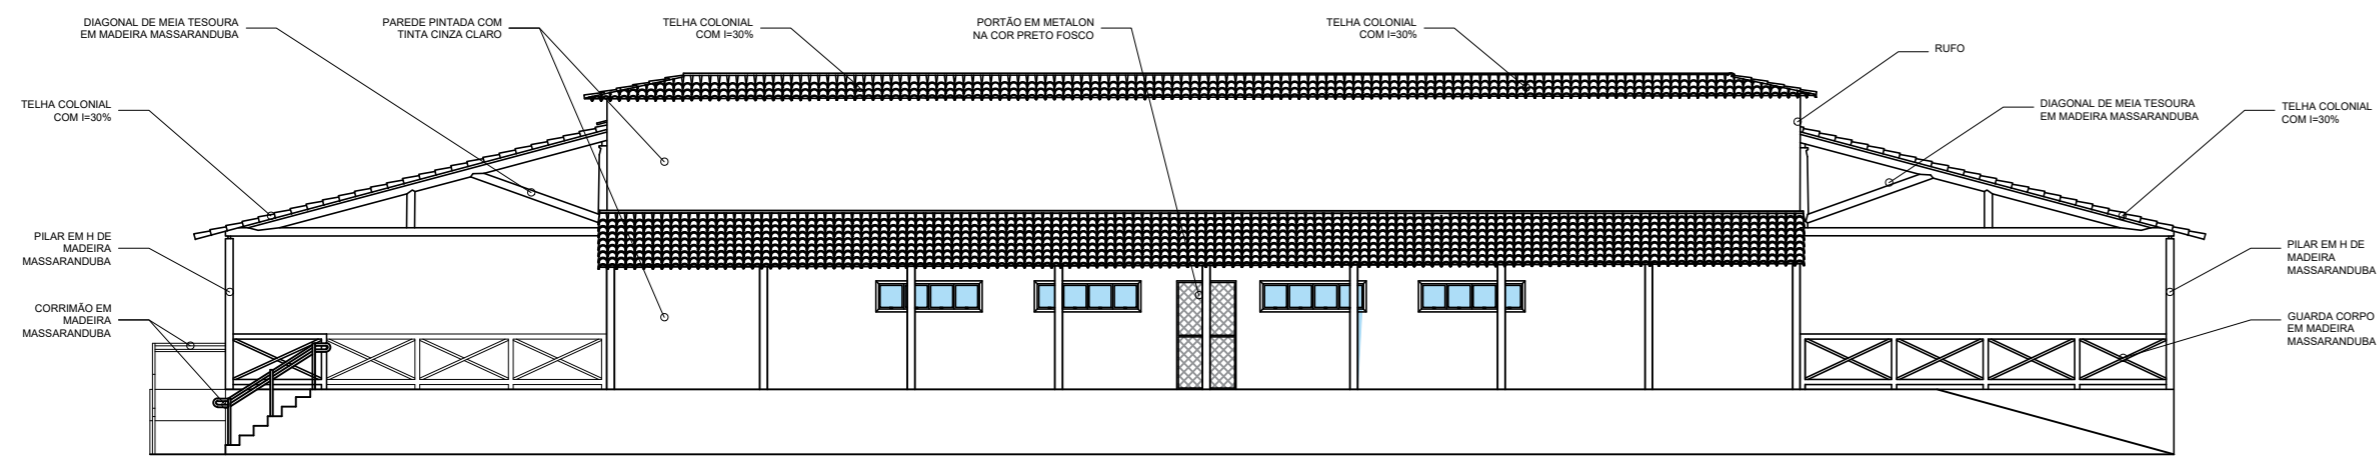 DIAGONAL DE MEIA TESOURA
EM MADEIRA MASSARANDUBA
PAREDE PINTADA COM
TINTA CINZA CLARO
TELHA COLONIAL
COM I=30%
PORTÃO EM METALON
NA COR PRETO FOSCO
TELHA COLONIAL
COM I=30%
RUFO
TELHA COLONIAL
COM I=30%
DIAGONAL DE MEIA TESOURA
EM MADEIRA MASSARANDUBA
TELHA COLONIAL
COM I=30%
PILAR EM H DE
MADEIRA
MASSARANDUBA
PILAR EM H DE
MADEIRA
MASSARANDUBA
CORRIMÃO EM
MADEIRA
MASSARANDUBA
GUARDA CORPO
EM MADEIRA
MASSARANDUBA